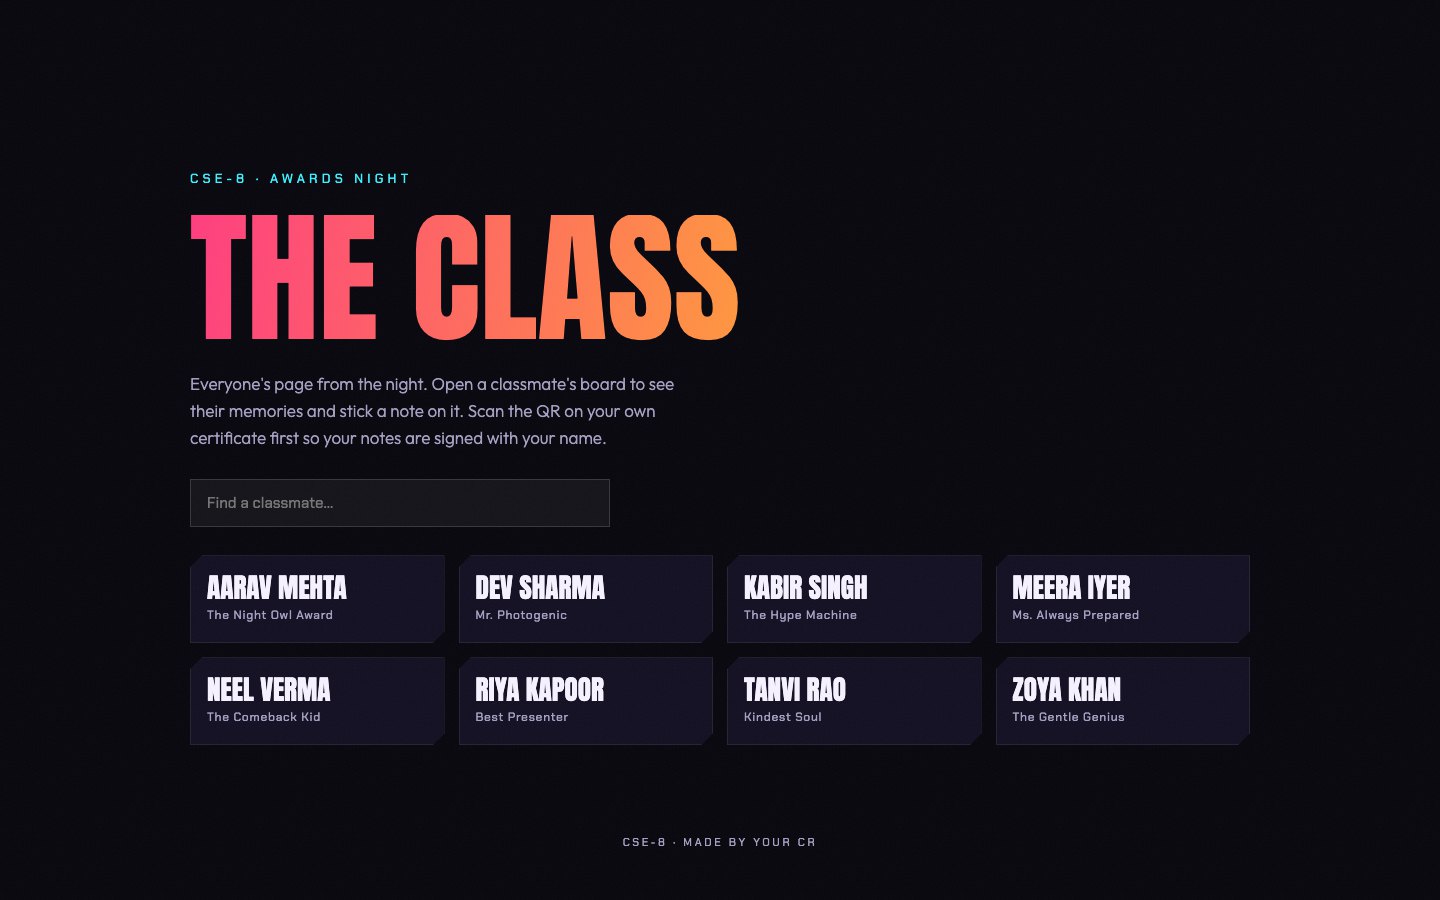 CSE-8 · AWARDS NIGHT
THE CLASS
Everyone's page from the night. Open a classmate's board to see
their memories and stick a note on it. Scan the QR on your own
certificate first so your notes are signed with your name.
Find a classmate...
AARAV MEHTA
The Night Owl Award
DEV SHARMA
Mr. Photogenic
KABIR SINGH
The Hype Machine
MEERA IYER
Ms. Always Prepared
NEEL VERMA
The Comeback Kid
RIYA KAPOOR
Best Presenter
TANVI RAO
Kindest Soul
ZOYA KHAN
The Gentle Genius
CSE-8 · MADE BY YOUR CR